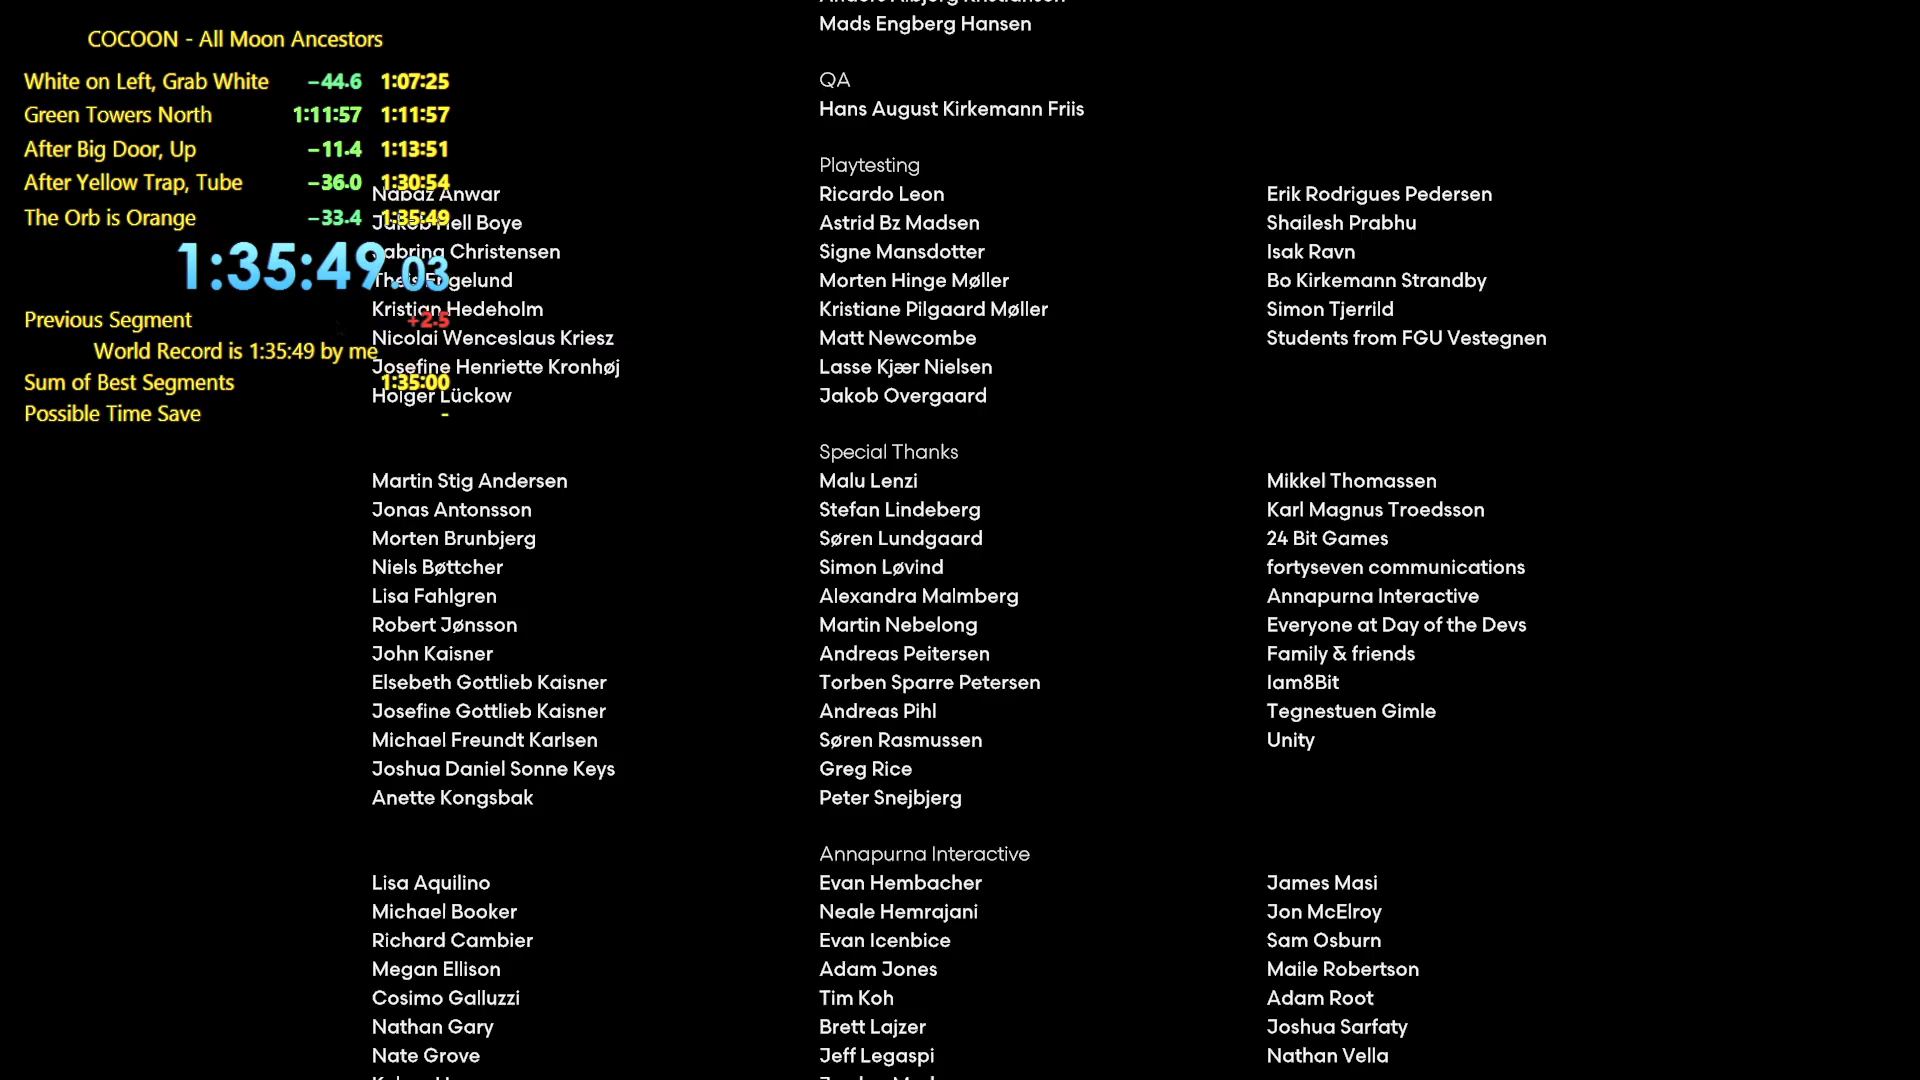 COCOON - All Moon Ancestors
White on Left, Grab White -44.6 1:07:25
Green Towers North 1:11:57 1:11:57
After Big Door, Up -11.4 1:13:51
After Yellow Trap, Tube -36.0 1:30:54
The Orb is Orange -33.4 1:35:49
1:35:49.03
Previous Segment +2.5
World Record is 1:35:49 by me
Sum of Best Segments 1:35:00
Possible Time Save -
Mads Engberg Hansen
QA
Hans August Kirkemann Friis
Playtesting
Nabaz Anwar
Hell Boye
Christensen
Engelund
Kristian Hedeholm
Nicolai Wenceslaus Kriesz
Josefine Henriette Kronhøj
Holger Lückow
Ricardo Leon
Astrid Bz Madsen
Signe Mansdotter
Morten Hinge Møller
Kristiane Pilgaard Møller
Matt Newcombe
Lasse Kjær Nielsen
Jakob Overgaard
Erik Rodrigues Pedersen
Shailesh Prabhu
Isak Ravn
Bo Kirkemann Strandby
Simon Tjerrild
Students from FGU Vestegnen
Special Thanks
Martin Stig Andersen
Jonas Antonsson
Morten Brunbjerg
Niels Bøttcher
Lisa Fahlgren
Robert Jønsson
John Kaisner
Elsebeth Gottlieb Kaisner
Josefine Gottlieb Kaisner
Michael Freundt Karlsen
Joshua Daniel Sonne Keys
Anette Kongsbak
Malu Lenzi
Stefan Lindeberg
Søren Lundgaard
Simon Løvind
Alexandra Malmberg
Martin Nebelong
Andreas Peitersen
Torben Sparre Petersen
Andreas Pihl
Søren Rasmussen
Greg Rice
Peter Snejbjerg
Mikkel Thomassen
Karl Magnus Troedsson
24 Bit Games
fortyseven communications
Annapurna Interactive
Everyone at Day of the Devs
Family & friends
Iam8Bit
Tegnestuen Gimle
Unity
Annapurna Interactive
Lisa Aquilino
Michael Booker
Richard Cambier
Megan Ellison
Cosimo Galluzzi
Nathan Gary
Nate Grove
Evan Hembacher
Neale Hemrajani
Evan Icenbice
Adam Jones
Tim Koh
Brett Lajzer
Jeff Legaspi
James Masi
Jon McElroy
Sam Osburn
Maile Robertson
Adam Root
Joshua Sarfaty
Nathan Vella